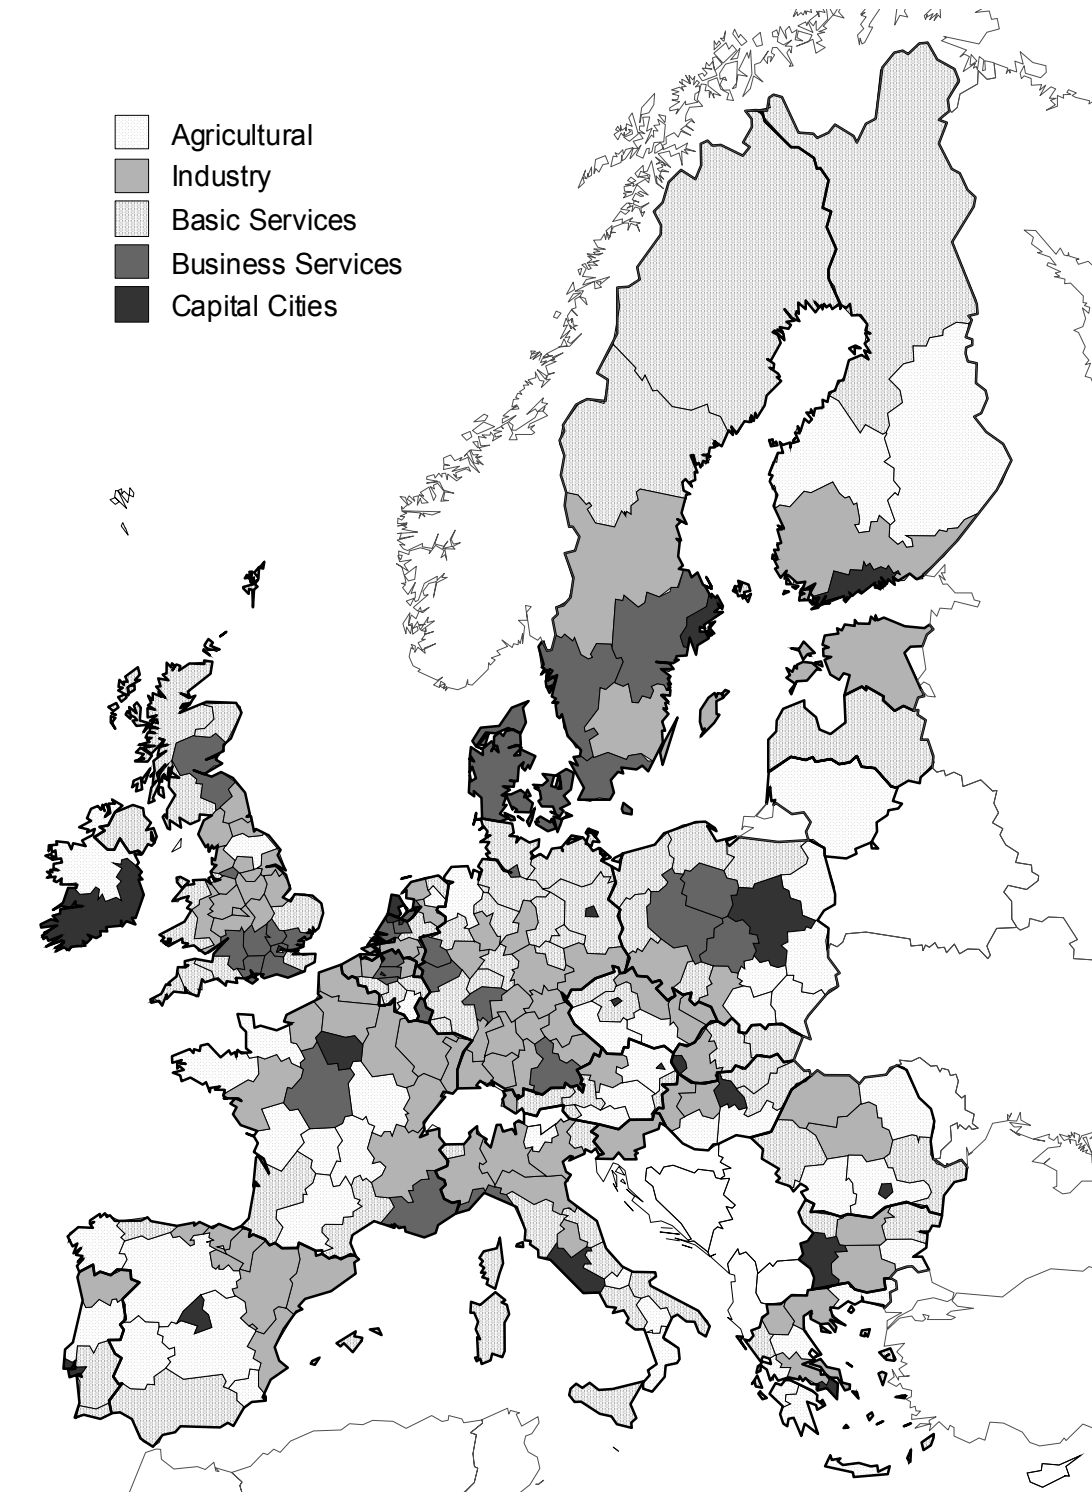 Agricultural
Industry
Basic Services
Business Services
Capital Cities